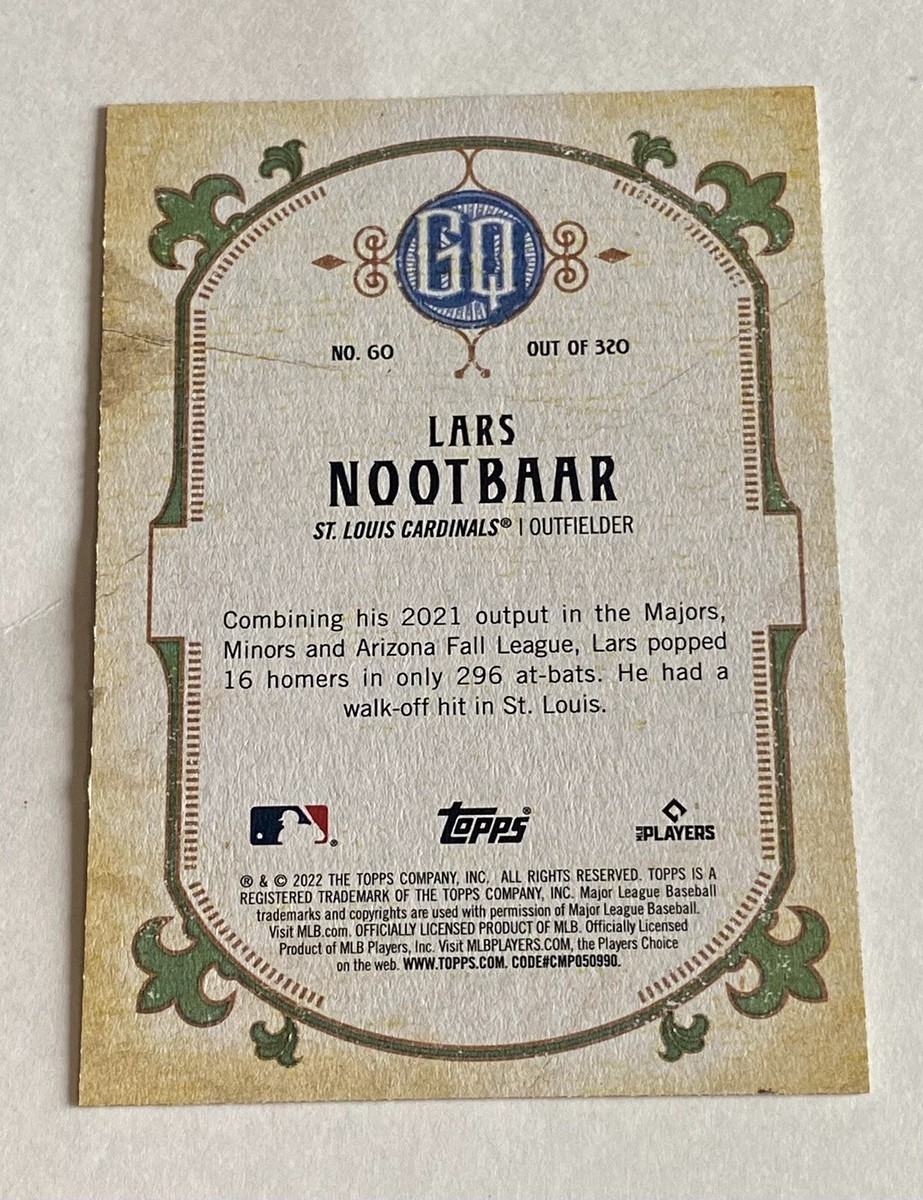 GQ
NO. 60 OUT OF 320
LARS
NOOTBAAR
ST. LOUIS CARDINALS® | OUTFIELDER
Combining his 2021 output in the Majors,
Minors and Arizona Fall League, Lars popped
16 homers in only 296 at-bats. He had a
walk-off hit in St. Louis.
® Topps® MLB PLAYERS
® & © 2022 THE TOPPS COMPANY, INC. ALL RIGHTS RESERVED. TOPPS IS A
REGISTERED TRADEMARK OF THE TOPPS COMPANY, INC. Major League Baseball
trademarks and copyrights are used with permission of Major League Baseball.
Visit MLB.com. OFFICIALLY LICENSED PRODUCT OF MLB. Officially Licensed
Product of MLB Players, Inc. Visit MLBPLAYERS.COM, the Players Choice
on the web. WWW.TOPPS.COM. CODE#CMP050990.